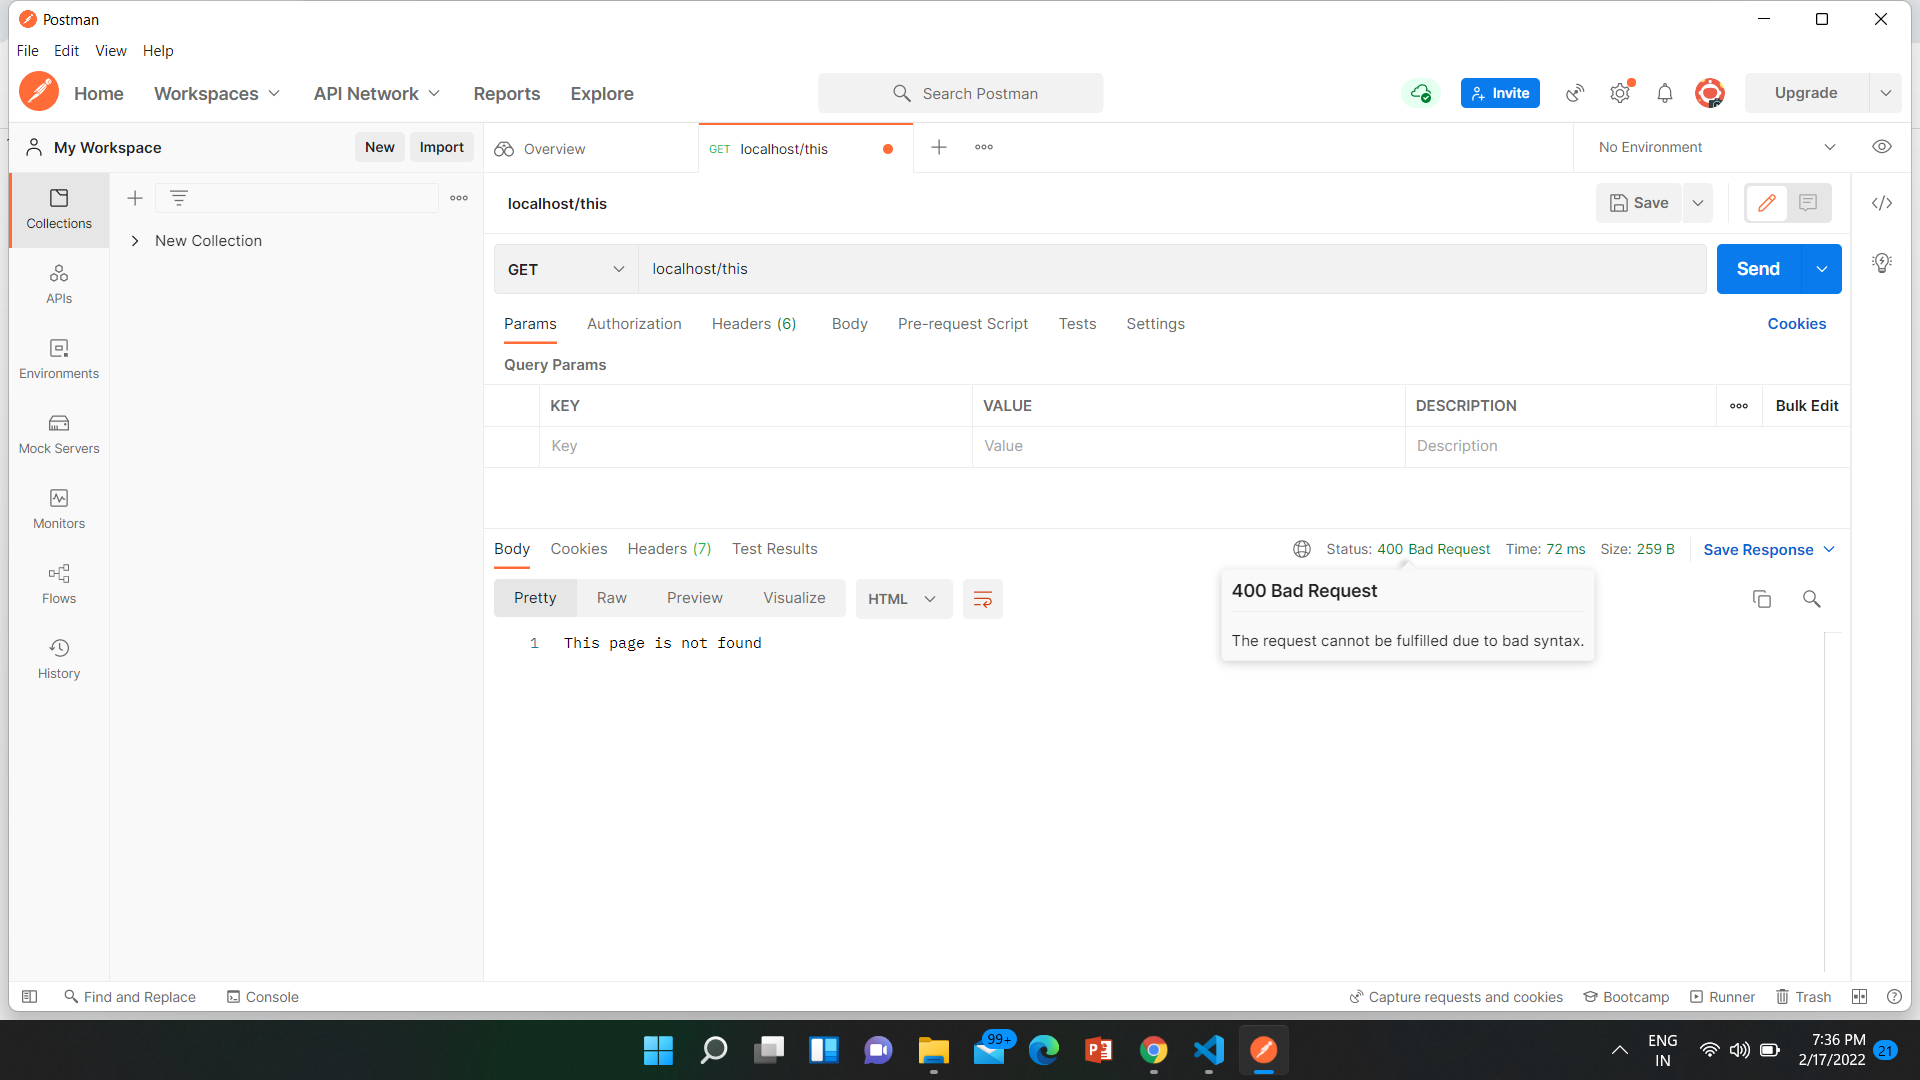 Postman
File Edit View Help
Home Workspaces API Network Reports Explore Search Postman Invite Upgrade
My Workspace New Import Overview GET localhost/this No Environment
localhost/this Save
Collections
New Collection
GET localhost/this Send
APIs
Params Authorization Headers (6) Body Pre-request Script Tests Settings Cookies
Query Params
Environments
KEY VALUE DESCRIPTION Bulk Edit
Key Value Description
Mock Servers
Monitors
Body Cookies Headers (7) Test Results Status: 400 Bad Request Time: 72 ms Size: 259 B Save Response
400 Bad Request
Pretty Raw Preview Visualize HTML
Flows
The request cannot be fulfilled due to bad syntax.
1 This page is not found
History
Find and Replace Console Capture requests and cookies Bootcamp Runner Trash
99+
ENG
IN
7:36 PM
2/17/2022
21